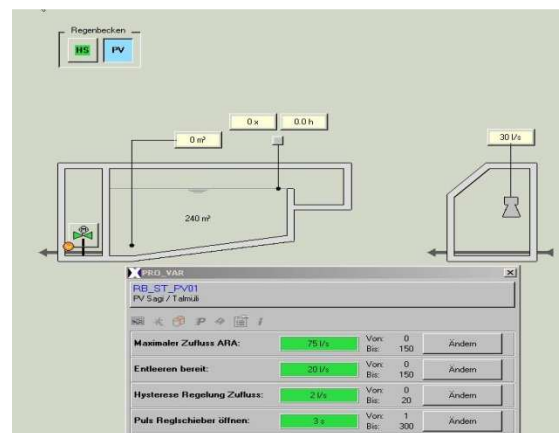 Regenbecken
NS PV
0 x 0.0 h
0 m³
30 l/s
240 m³
PRO_VAR
RB_ST_PV01
PV Sagi / Talmüli
Maximaler Zufluss ARA: 75 l/s Von: 0 Bis: 150 Ändern
Entleeren bereit: 20 l/s Von: 0 Bis: 150 Ändern
Hysterese Regelung Zufluss: 2 l/s Von: 0 Bis: 20 Ändern
Puls Reglschieber öffnen: 3 s Von: 1 Bis: 300 Ändern